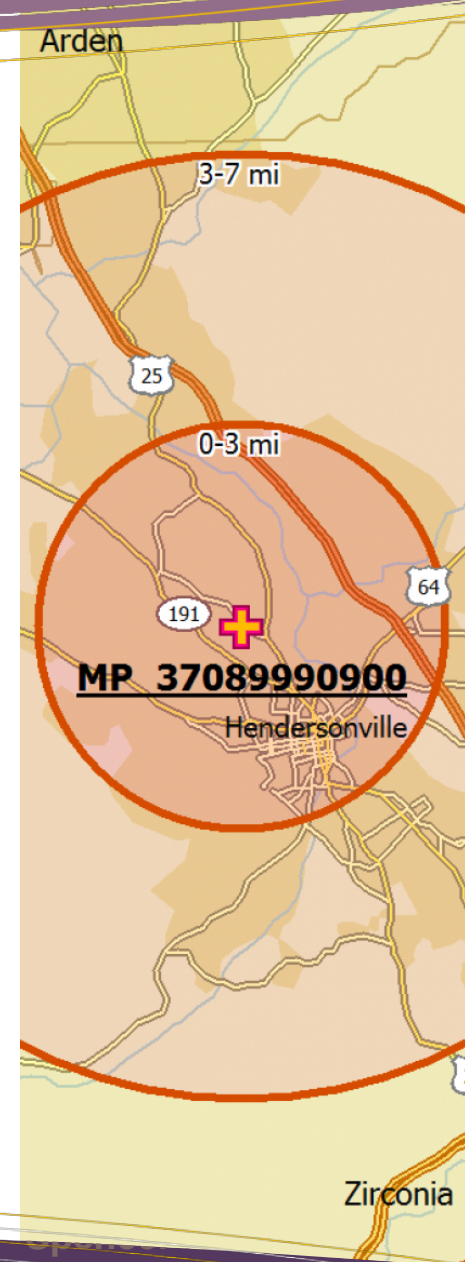 Arden
3-7 mi
25
0-3 mi
64
191
MP 37089990900
Hendersonville
Zirconia